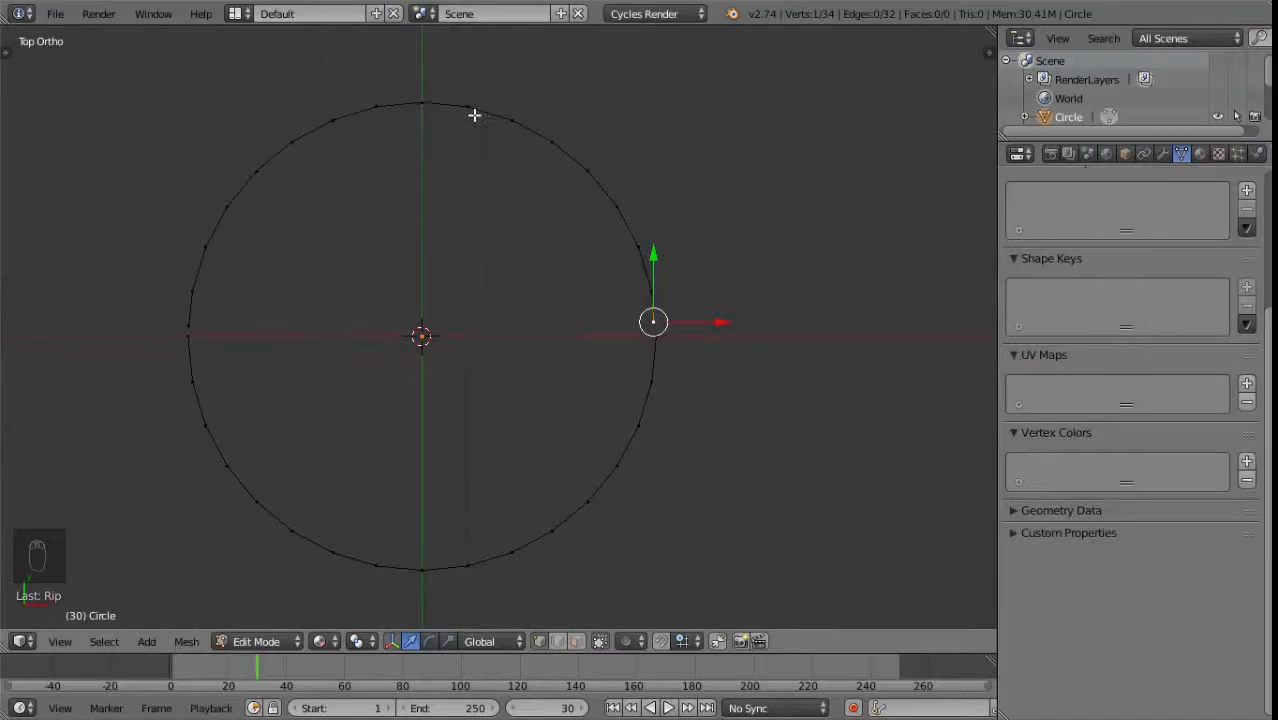 File Render Window Help Default Scene Cycles Render v2.74 | Verts:1/34 | Edges:0/32 | Faces:0/0 | Tris:0 | Mem:30.41M | Circle
Top Ortho
View Search All Scenes
Scene
RenderLayers
World
Circle
Shape Keys
UV Maps
Vertex Colors
Geometry Data
Custom Properties
y
Last: Rip
(30) Circle
View Select Add Mesh Edit Mode Global
-40 -20 0 20 40 60 80 100 120 140 160 180 200 220 240 260
View Marker Frame Playback Start: 1 End: 250 30 No Sync